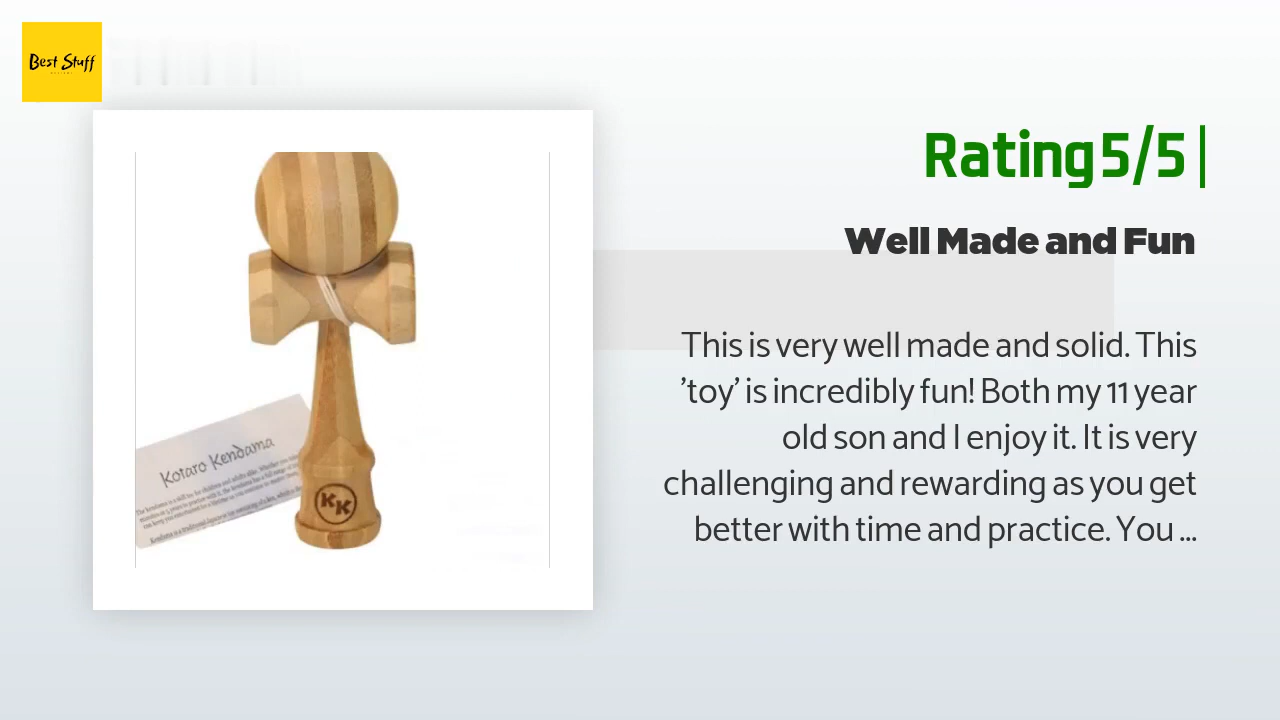 Best Stuff
Rating 5/5 |
Well Made and Fun
This is very well made and solid. This
'toy' is incredibly fun! Both my 11 year
old son and I enjoy it. It is very
challenging and rewarding as you get
better with time and practice. You ...
Kotaro Kendama
KK